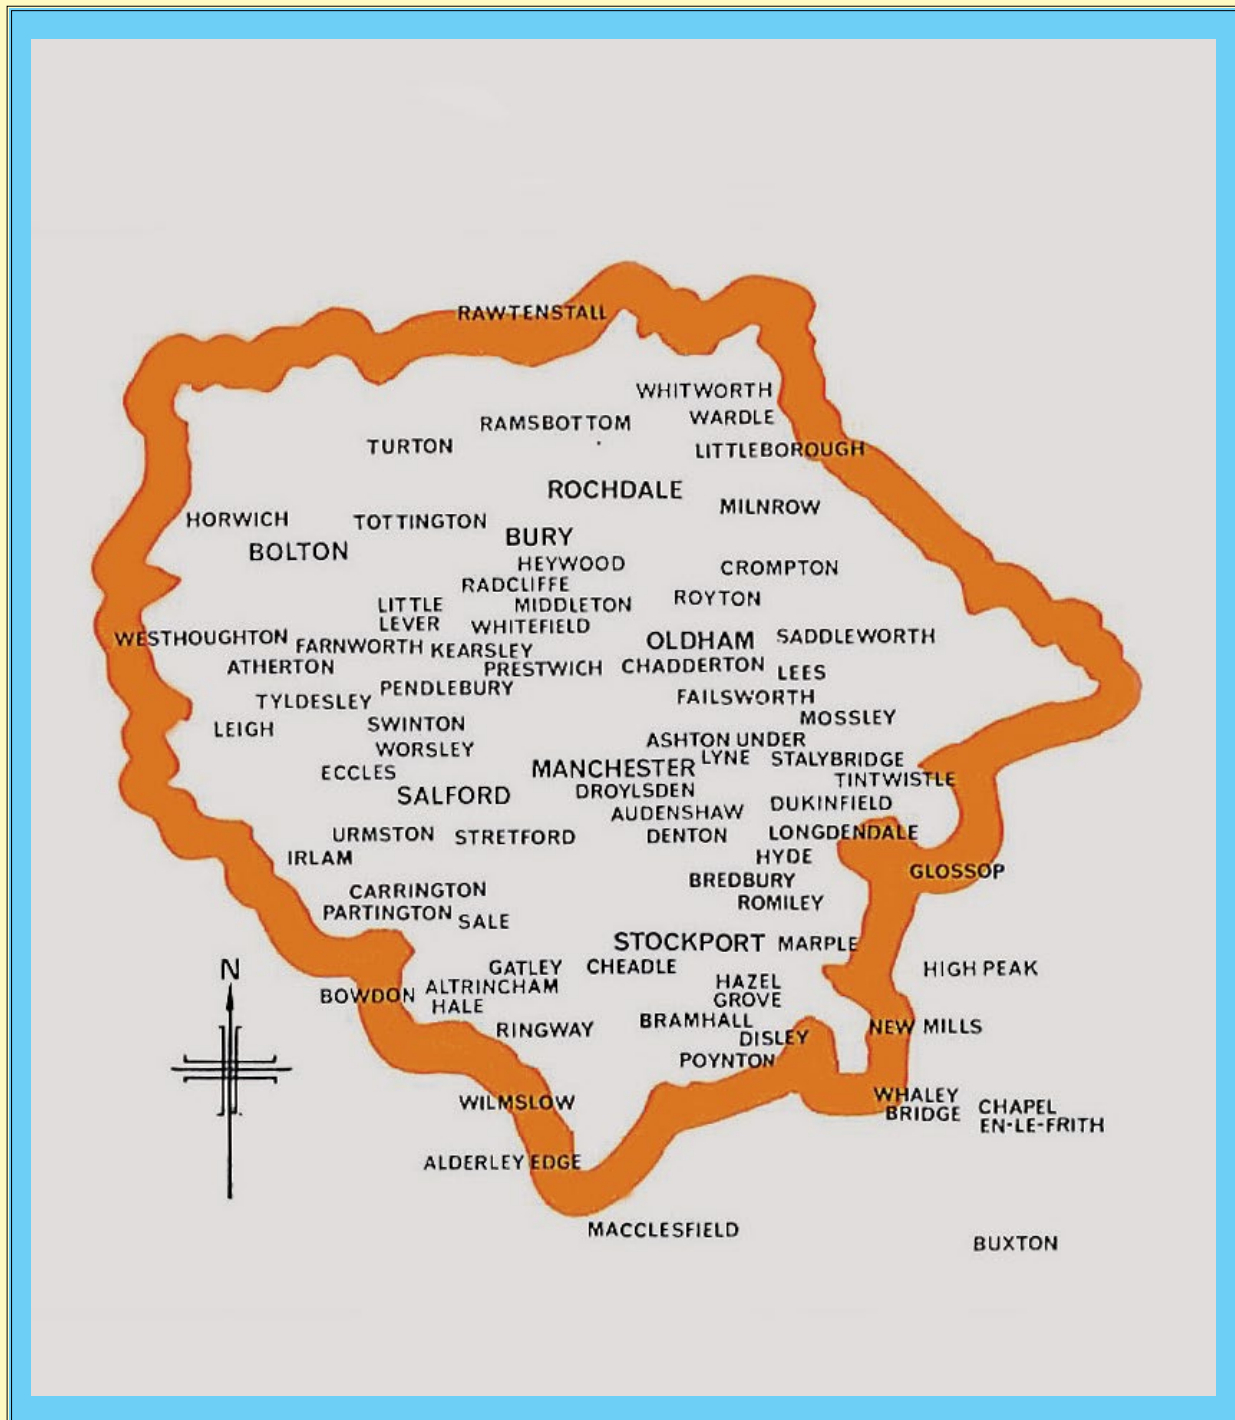 RAWTENSTALL
WHITWORTH
RAMSBOTTOM
WARDLE
TURTON
LITTLEBOROUGH
ROCHDALE
MILNROW
HORWICH
TOTTINGTON
BURY
BOLTON
HEYWOOD
CROMPTON
RADCLIFFE
ROYTON
LITTLE
LEVER
MIDDLETON
WHITEFIELD
WESTHOUGHTON
FARNWORTH
KEARSLEY
OLDHAM
SADDLEWORTH
ATHERTON
PRESTWICH
CHADDERTON
LEES
PENDLEBURY
TYLDESLEY
FAILSWORTH
MOSSLEY
LEIGH
SWINTON
WORSLEY
ASHTON UNDER
LYNE
STALYBRIDGE
ECCLES
MANCHESTER
TINTWISTLE
SALFORD
DROYLSDEN
DUKINFIELD
AUDENSHAW
URMSTON
STRETFORD
DENTON
LONGDENDALE
IRLAM
HYDE
GLOSSOP
CARRINGTON
BREDBURY
PARTINGTON
SALE
ROMILEY
STOCKPORT
MARPLE
N
GATLEY
CHEADLE
HIGH PEAK
BOWDON
ALTRINCHAM
HALE
HAZEL
GROVE
RINGWAY
BRAMHALL
NEW MILLS
DISLEY
POYNTON
WILMSLOW
WHALEY
BRIDGE
CHAPEL
EN-LE-FRITH
ALDERLEY EDGE
MACCLESFIELD
BUXTON